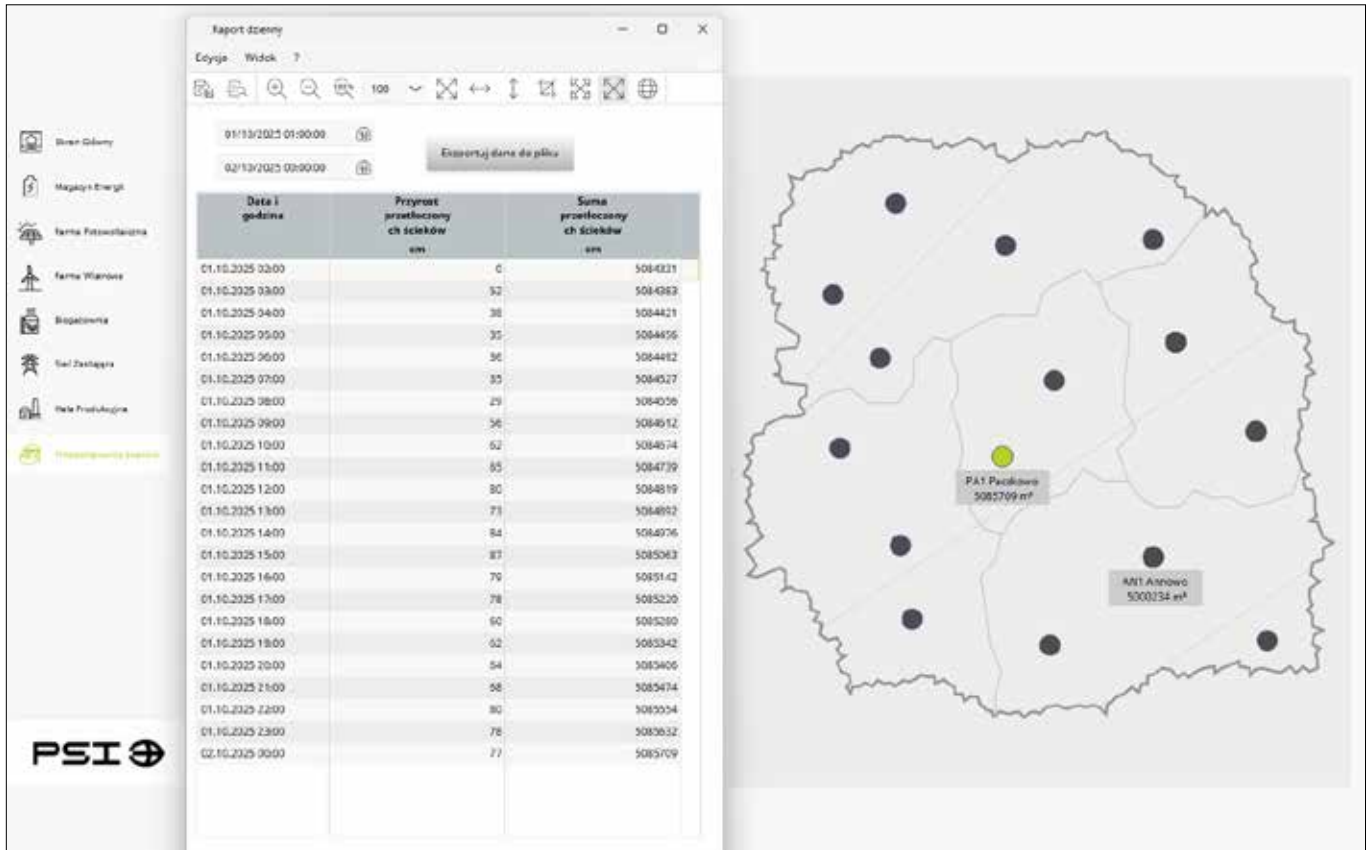 Raport dzienny
Edycja Widok ?
100
01/10/2025 01:00:00
02/10/2025 00:00:00
Eksportuj dane do pliku
Ekran Główny
Magazyn Energii
Farma Fotowoltaiczna
Farma Wiatrowa
Biogazownia
Sieć Zasilająca
Hala Produkcyjna
PSI
Data i
godzina
Przyrost
przetłoczony
ch ścieków
Suma
przetłoczony
ch ścieków
01.10.2025 02:00 0 5084331
01.10.2025 03:00 52 5084383
01.10.2025 04:00 38 5084421
01.10.2025 05:00 35 5084456
01.10.2025 06:00 36 5084492
01.10.2025 07:00 35 5084527
01.10.2025 08:00 29 5084556
01.10.2025 09:00 56 5084612
01.10.2025 10:00 62 5084674
01.10.2025 11:00 65 5084739
01.10.2025 12:00 80 5084819
01.10.2025 13:00 73 5084892
01.10.2025 14:00 84 5084976
01.10.2025 15:00 87 5085063
01.10.2025 16:00 79 5085142
01.10.2025 17:00 78 5085220
01.10.2025 18:00 60 5085280
01.10.2025 19:00 62 5085342
01.10.2025 20:00 64 5085406
01.10.2025 21:00 68 5085474
01.10.2025 22:00 80 5085554
01.10.2025 23:00 78 5085632
02.10.2025 00:00 77 5085709
PA1 Paczkowo
5085709 m³
AN1 Annowo
5000234 m³